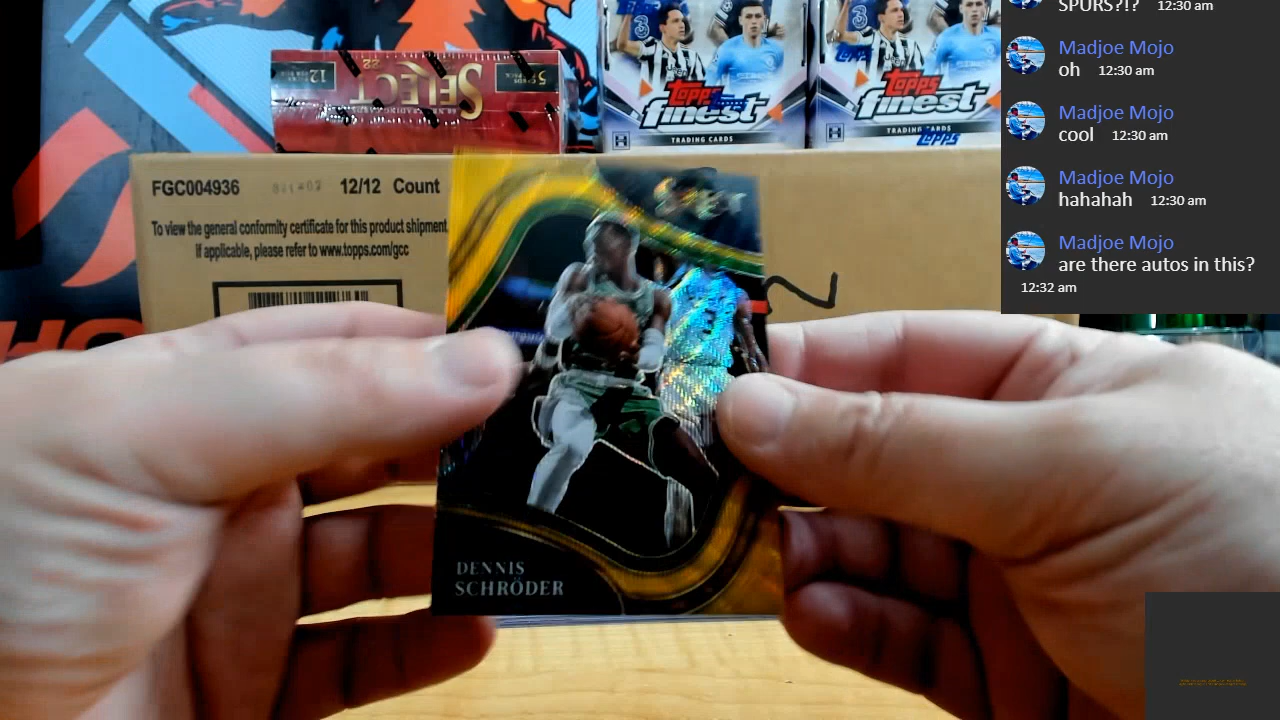 SPURS?!? 12:30 am
Madjoe Mojo
oh 12:30 am
Madjoe Mojo
cool 12:30 am
Madjoe Mojo
hahahah 12:30 am
Madjoe Mojo
are there autos in this?
12:32 am
SELECT
12
5
Topps
finest
TRADING CARDS
Topps
finest
TRADING CARDS
FGC004936
12/12 Count
To view the general conformity certificate for this product shipment
If applicable, please refer to www.topps.com/gcc
DENNIS
SCHRÖDER